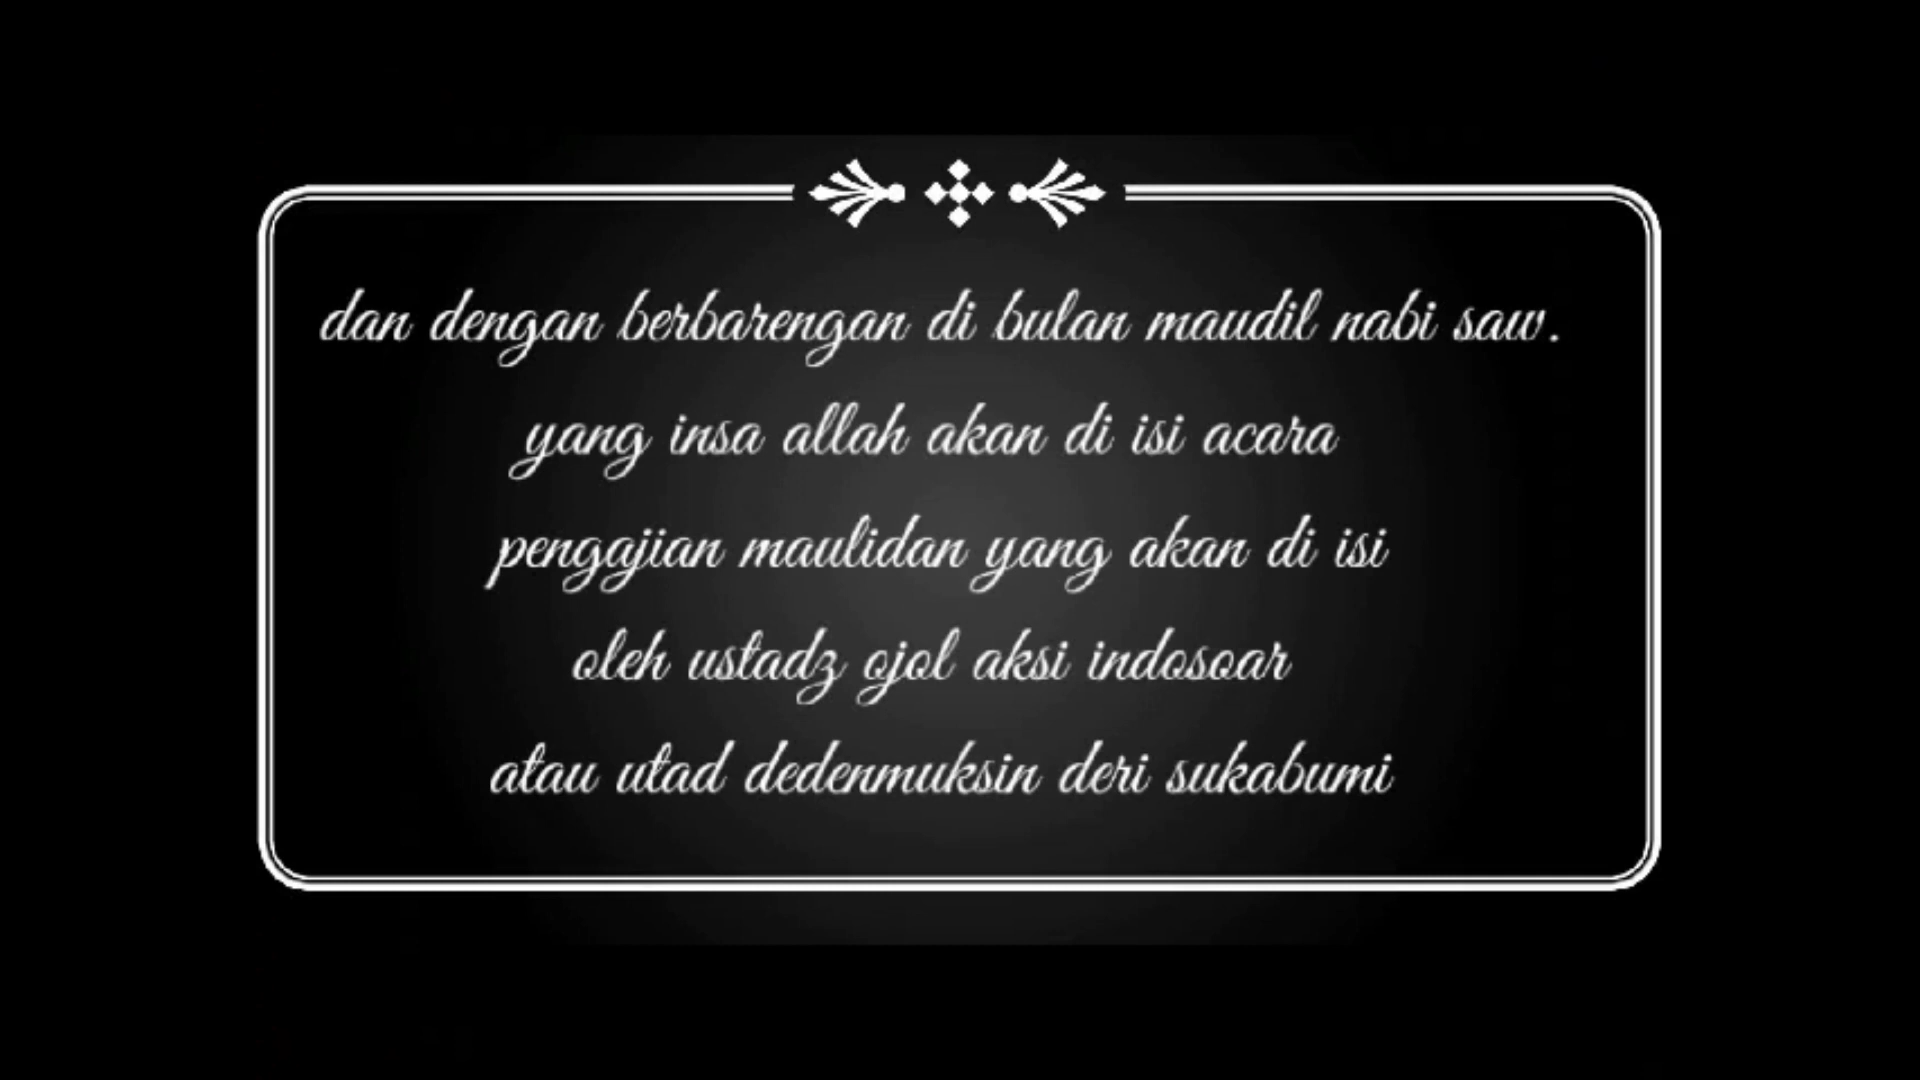 dan dengan berbarengan di bulan maudil nabi saw.
yang insa allah akan di isi acara
pengajian maulidan yang akan di isi
oleh ustadz ojol aksi indosoar
atau utad dedenmuksin deri sukabumi